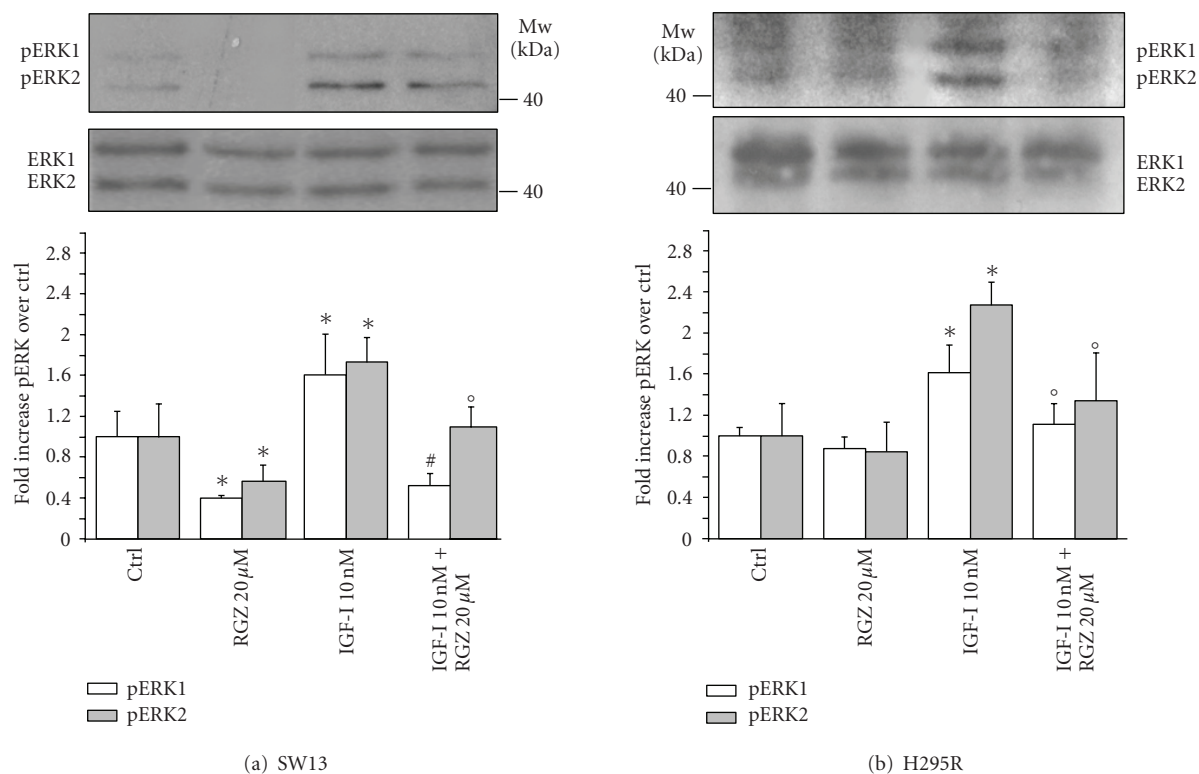 pERK1
pERK2
Mw
(kDa)
40
ERK1
ERK2
40
Fold increase pERK over ctrl
2.8
2.4
2
1.6
1.2
0.8
0.4
0
*
*
*
*
#
°
Ctrl
RGZ 20 µM
IGF-I 10 nM
IGF-I 10 nM +
RGZ 20 µM
pERK1
pERK2
(a) SW13
Mw
(kDa)
pERK1
pERK2
40
ERK1
ERK2
40
Fold increase pERK over ctrl
2.8
2.4
2
1.6
1.2
0.8
0.4
0
*
*
°
°
Ctrl
RGZ 20 µM
IGF-I 10 nM
IGF-I 10 nM +
RGZ 20 µM
pERK1
pERK2
(b) H295R